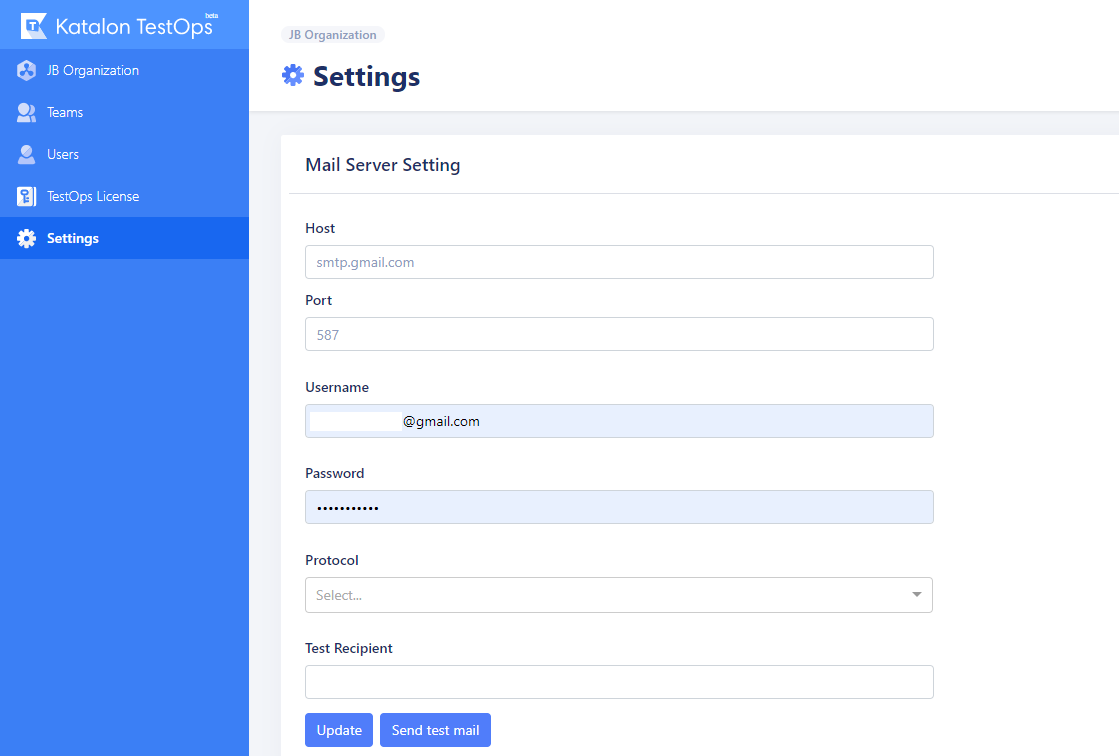 Katalon TestOps beta
JB Organization
Teams
Users
TestOps License
Settings
JB Organization
Settings
Mail Server Setting
Host
smtp.gmail.com
Port
587
Username
@gmail.com
Password
•••••••••••
Protocol
Select...
Test Recipient
Update
Send test mail